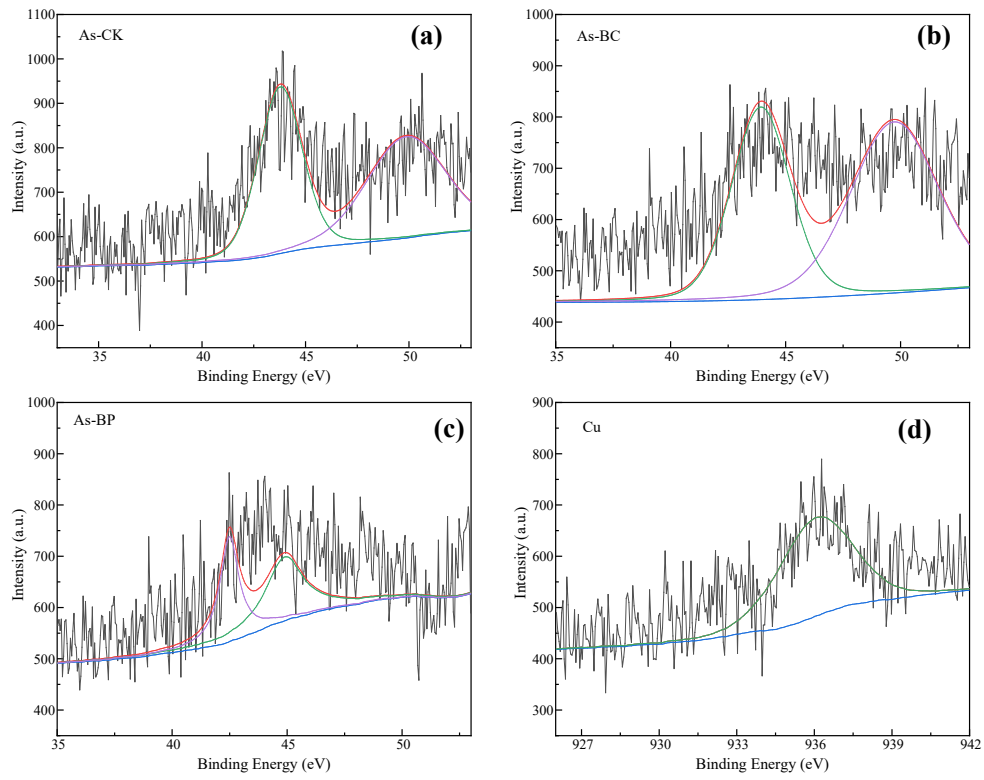 As-CK
(a)
Intensity (a.u.)
1100
1000
900
800
700
600
500
400
35
40
45
50
Binding Energy (eV)
As-BC
(b)
Intensity (a.u.)
1000
900
800
700
600
500
400
35
40
45
50
Binding Energy (eV)
As-BP
(c)
Intensity (a.u.)
1000
900
800
700
600
500
400
35
40
45
50
Binding Energy (eV)
Cu
(d)
Intensity (a.u.)
900
800
700
600
500
400
300
927
930
933
936
939
942
Binding Energy (eV)